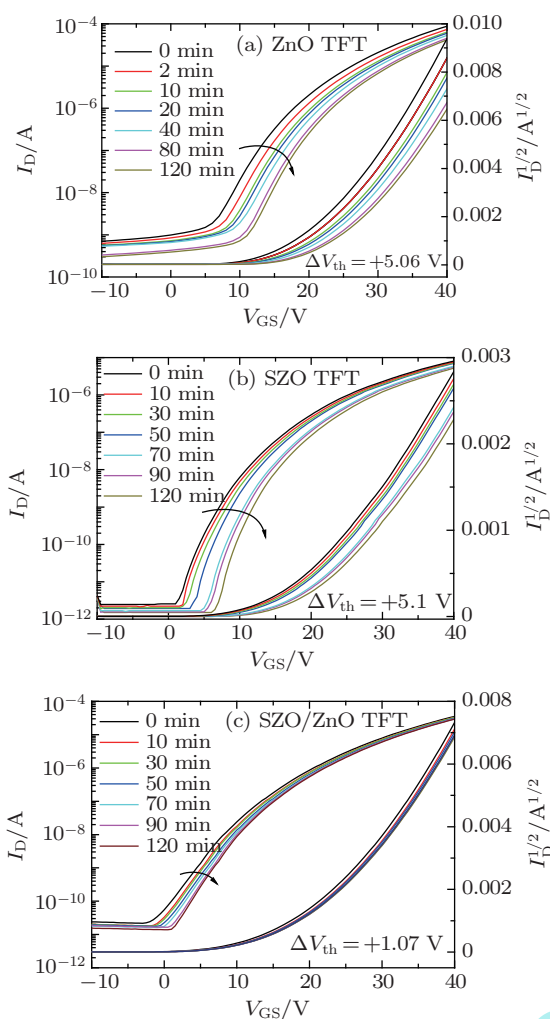 (a) ZnO TFT
0 min
2 min
10 min
20 min
40 min
80 min
120 min
10⁻⁴
10⁻⁶
10⁻⁸
10⁻¹⁰
I_D/A
0.010
0.008
0.006
0.004
0.002
0
I_D^{1/2}/A^{1/2}
ΔV_th = +5.06 V
-10 0 10 20 30 40
V_GS/V
(b) SZO TFT
0 min
10 min
30 min
50 min
70 min
90 min
120 min
10⁻⁶
10⁻⁸
10⁻¹⁰
10⁻¹²
I_D/A
0.003
0.002
0.001
0
I_D^{1/2}/A^{1/2}
ΔV_th = +5.1 V
-10 0 10 20 30 40
V_GS/V
(c) SZO/ZnO TFT
0 min
10 min
30 min
50 min
70 min
90 min
120 min
10⁻⁴
10⁻⁶
10⁻⁸
10⁻¹⁰
10⁻¹²
I_D/A
0.008
0.006
0.004
0.002
0
I_D^{1/2}/A^{1/2}
ΔV_th = +1.07 V
-10 0 10 20 30 40
V_GS/V